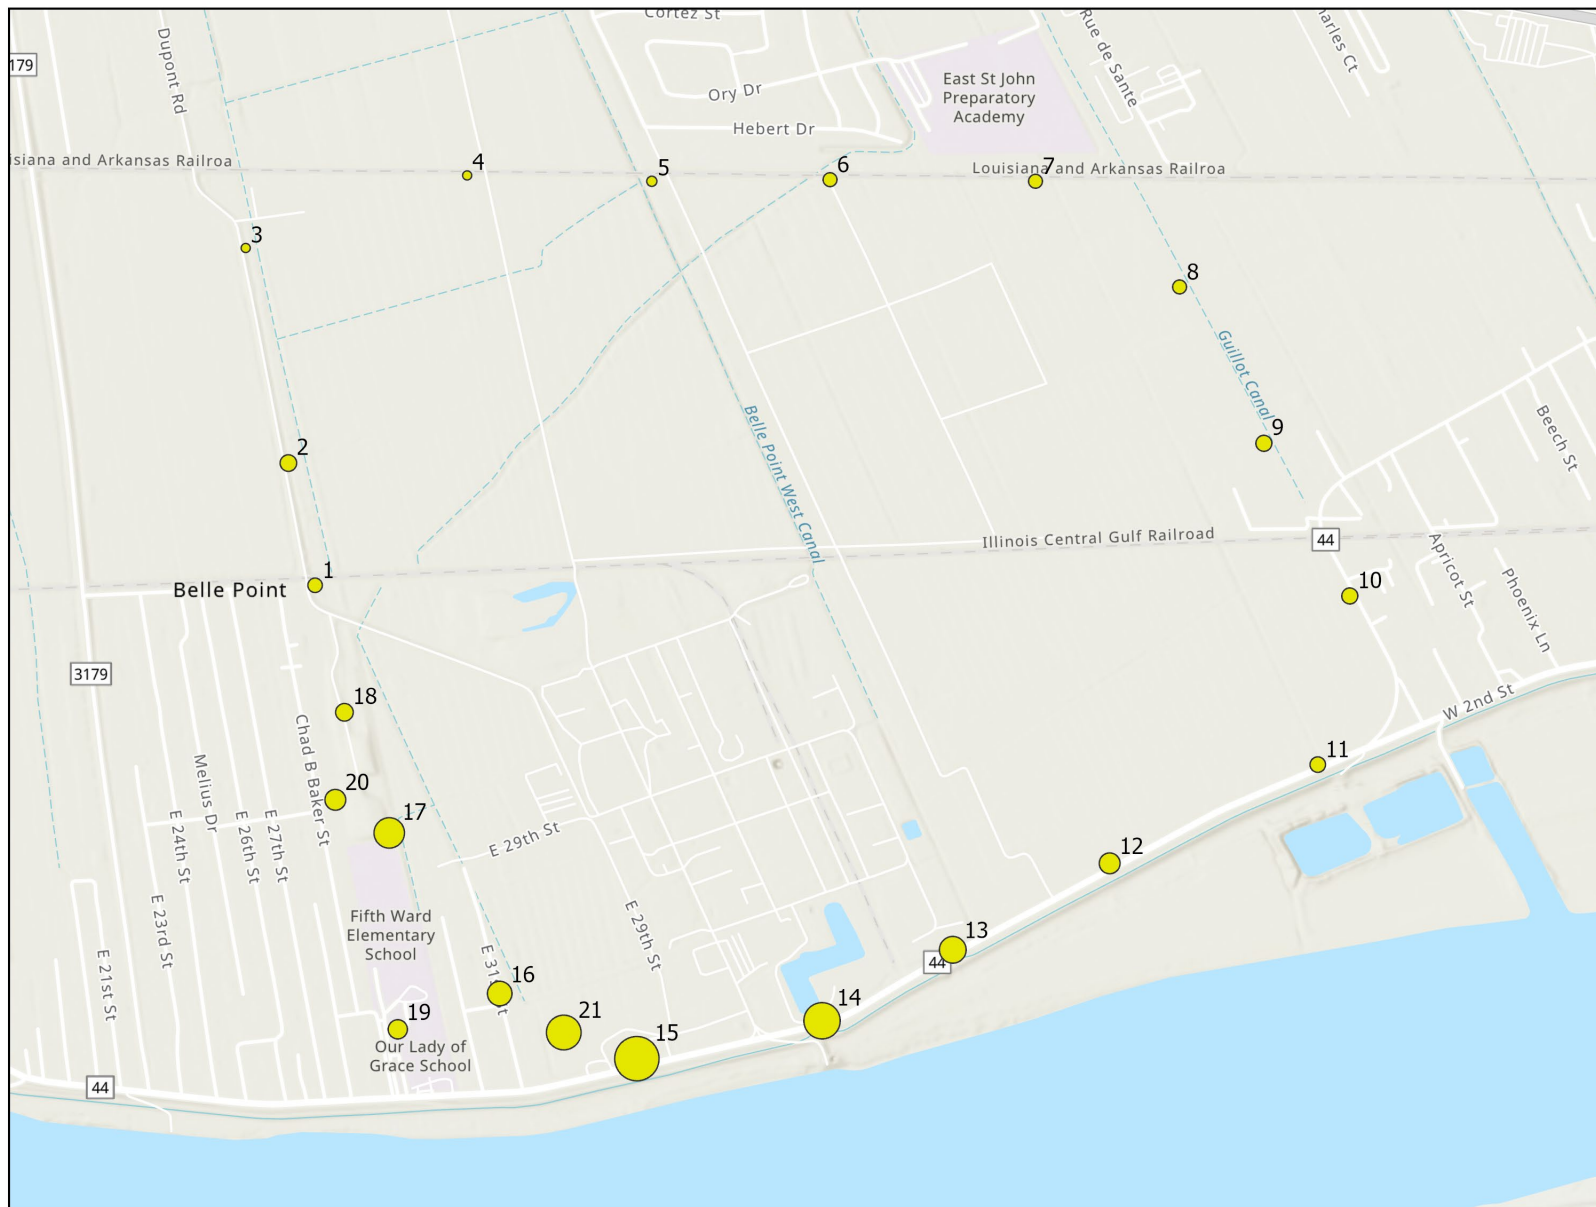 Cortez St
179
Dupont Rd
Rue de Sante
harles Ct
East St John
Preparatory
Academy
Ory Dr
Hebert Dr
isiana and Arkansas Railroa
4
5
6
7
Louisiana and Arkansas Railroa
3
8
Guillot Canal
2
9
Beech St
Belle Point West Canal
Illinois Central Gulf Railroad
44
1
Belle Point
10
Apricot St
Phoenix Ln
3179
18
W 2nd St
Chad B Baker St
11
Melius Dr
20
17
E 24th St
E 26th St
E 27th St
E 29th St
12
E 23rd St
Fifth Ward
Elementary
School
E 29th St
13
44
E 21st St
E 31st St
16
14
19
21
15
Our Lady of
Grace School
44